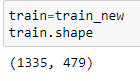 train=train_new
train.shape
(1335, 479)